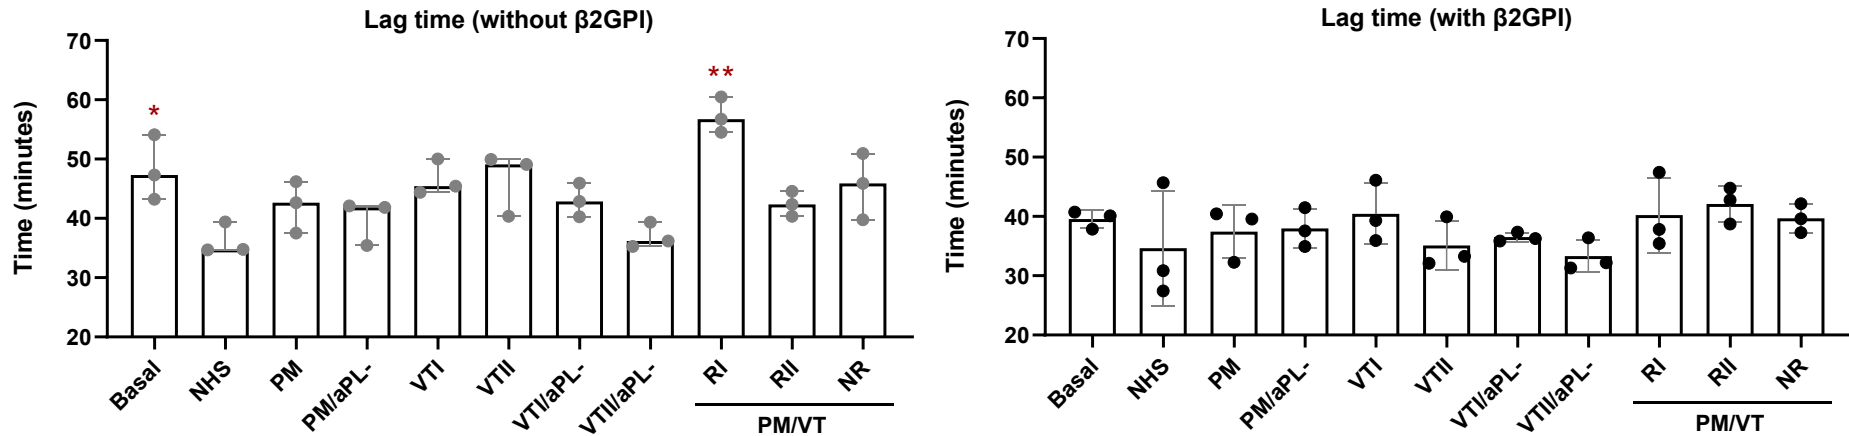 Lag time (without β2GPI)
Time (minutes)
70
60
50
40
30
20
*
**
Basal
NHS
PM
PM/aPL-
VTI
VTII
VTI/aPL-
VTII/aPL-
RI
RII
NR
PM/VT
Lag time (with β2GPI)
Time (minutes)
70
60
50
40
30
20
Basal
NHS
PM
PM/aPL-
VTI
VTII
VTI/aPL-
VTII/aPL-
RI
RII
NR
PM/VT